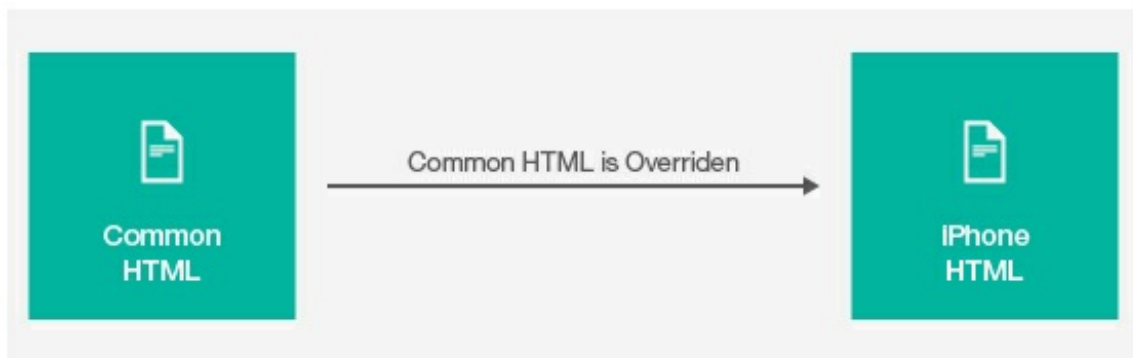 Common
HTML
Common HTML is Overriden
iPhone
HTML